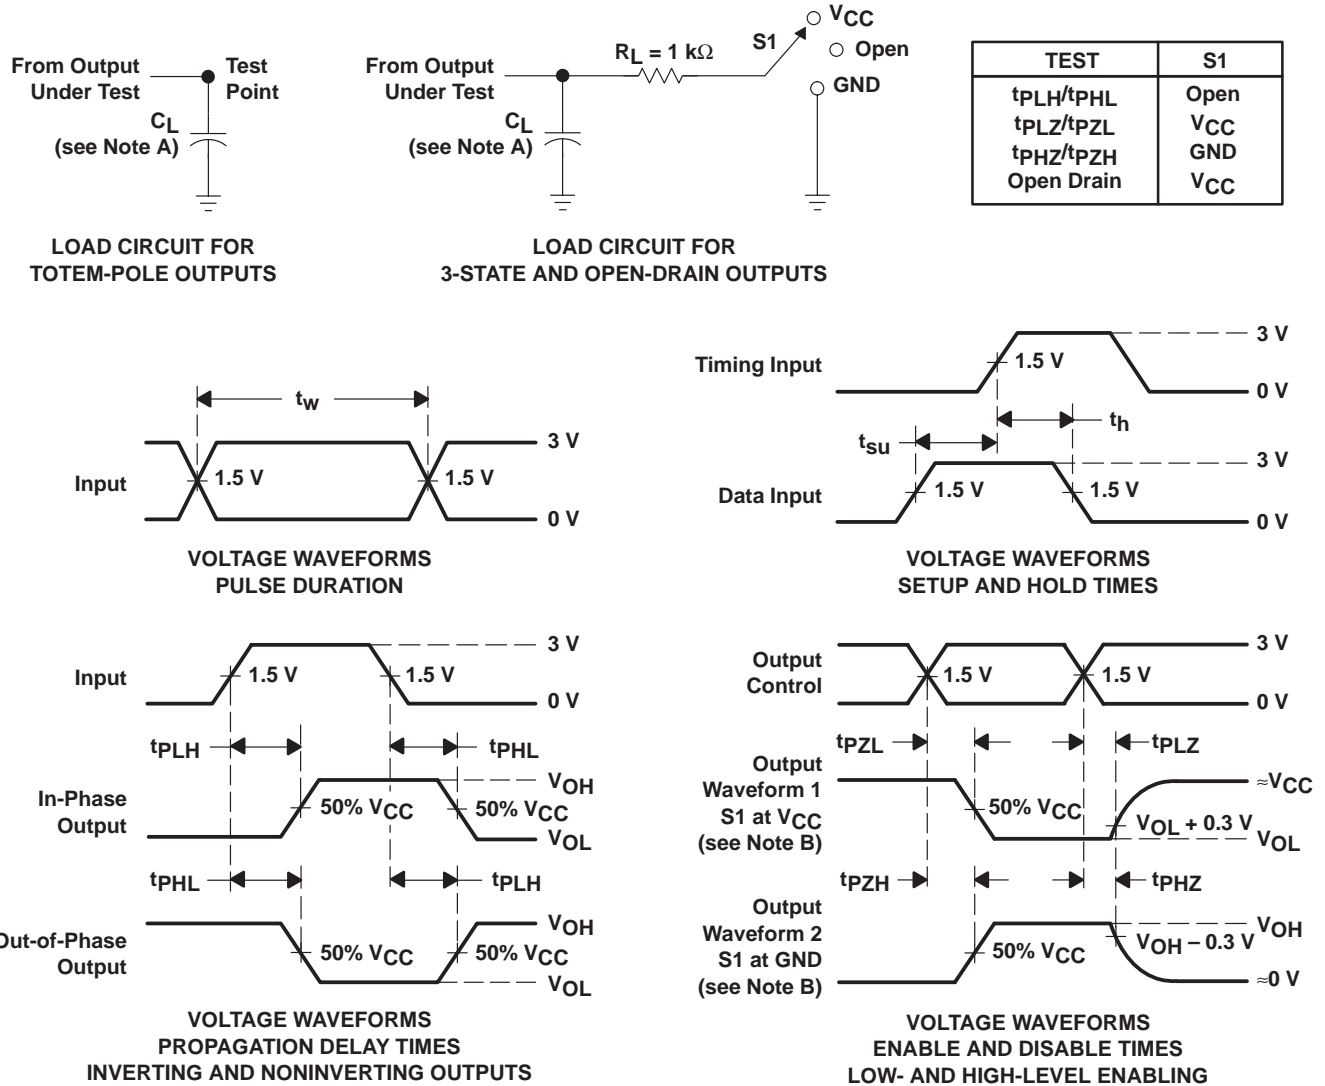 From Output
Under Test
Test
Point
CL
(see Note A)
LOAD CIRCUIT FOR
TOTEM-POLE OUTPUTS
From Output
Under Test
RL = 1 kΩ
S1
VCC
Open
GND
CL
(see Note A)
LOAD CIRCUIT FOR
3-STATE AND OPEN-DRAIN OUTPUTS
TEST S1
tPLH/tPHL Open
tPLZ/tPZL VCC
tPHZ/tPZH GND
Open Drain VCC
tw
Input
1.5 V
1.5 V
3 V
0 V
VOLTAGE WAVEFORMS
PULSE DURATION
Timing Input
1.5 V
3 V
0 V
th
tsu
Data Input
1.5 V
1.5 V
3 V
0 V
VOLTAGE WAVEFORMS
SETUP AND HOLD TIMES
Input
1.5 V
1.5 V
3 V
0 V
tPLH
tPHL
In-Phase
Output
50% VCC
50% VCC
VOH
VOL
tPHL
tPLH
Out-of-Phase
Output
50% VCC
50% VCC
VOH
VOL
VOLTAGE WAVEFORMS
PROPAGATION DELAY TIMES
INVERTING AND NONINVERTING OUTPUTS
Output
Control
1.5 V
1.5 V
3 V
0 V
tPZL
tPLZ
Output
Waveform 1
S1 at VCC
(see Note B)
50% VCC
VOL + 0.3 V
≈VCC
VOL
tPZH
tPHZ
Output
Waveform 2
S1 at GND
(see Note B)
50% VCC
VOH − 0.3 V
VOH
≈0 V
VOLTAGE WAVEFORMS
ENABLE AND DISABLE TIMES
LOW- AND HIGH-LEVEL ENABLING